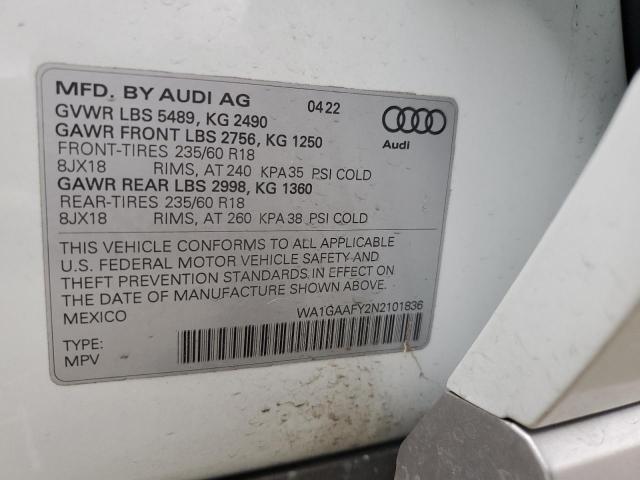 MFD. BY AUDI AG 0422
GVWR LBS 5489, KG 2490
GAWR FRONT LBS 2756, KG 1250
FRONT-TIRES 235/60 R18
8JX18 RIMS, AT 240 KPA 35 PSI COLD
GAWR REAR LBS 2998, KG 1360
REAR-TIRES 235/60 R18
8JX18 RIMS, AT 260 KPA 38 PSI COLD
Audi
THIS VEHICLE CONFORMS TO ALL APPLICABLE
U.S. FEDERAL MOTOR VEHICLE SAFETY AND
THEFT PREVENTION STANDARDS IN EFFECT ON
THE DATE OF MANUFACTURE SHOWN ABOVE.
MEXICO WA1GAAFY2N2101836
TYPE:
MPV